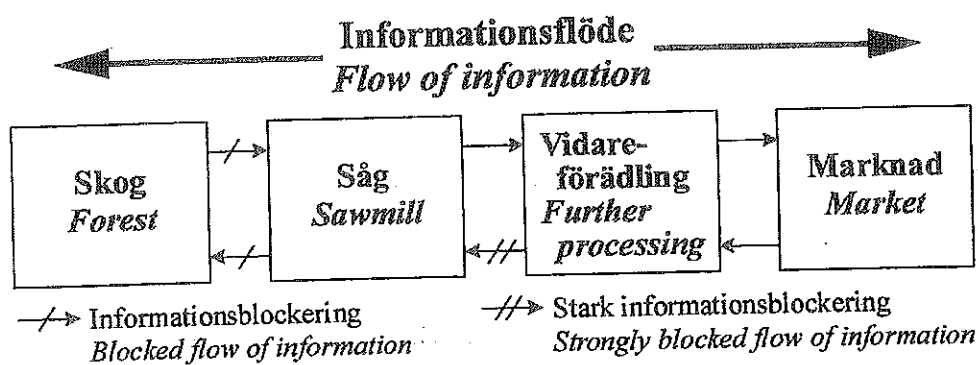 Informationsflöde
Flow of information
Skog
Forest
Såg
Sawmill
Vidare-
förädling
Further
processing
Marknad
Market
Informationsblockering
Blocked flow of information
Stark informationsblockering
Strongly blocked flow of information